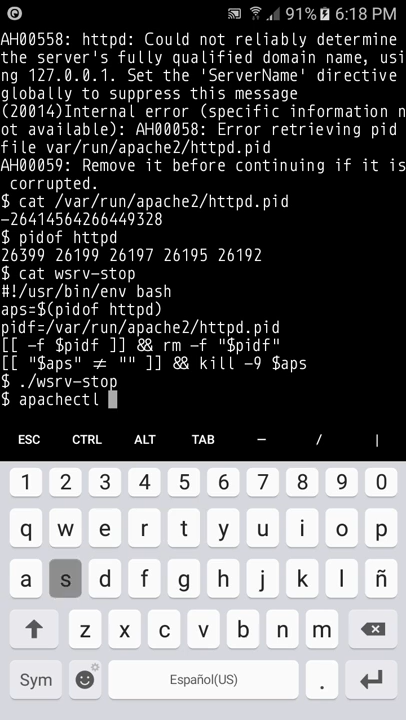 91% 6:18 PM
AH00558: httpd: Could not reliably determine
the server's fully qualified domain name, usi
ng 127.0.0.1. Set the 'ServerName' directive
globally to suppress this message
(20014)Internal error (specific information n
ot available): AH00058: Error retrieving pid
file var/run/apache2/httpd.pid
AH00059: Remove it before continuing if it is
corrupted.
$ cat /var/run/apache2/httpd.pid
-26414564266449328
$ pidof httpd
26399 26199 26197 26195 26192
$ cat wsrv-stop
#!/usr/bin/env bash
aps=$(pidof httpd)
pidf=/var/run/apache2/httpd.pid
[[ -f $pidf ]] && rm -f "$pidf"
[[ "$aps" ≠ "" ]] && kill -9 $aps
$ ./wsrv-stop
$ apachectl
ESC CTRL ALT TAB — / |
1 2 3 4 5 6 7 8 9 0
q w e r t y u i o p
a s d f g h j k l ñ
z x c v b n m
Sym Español(US) .